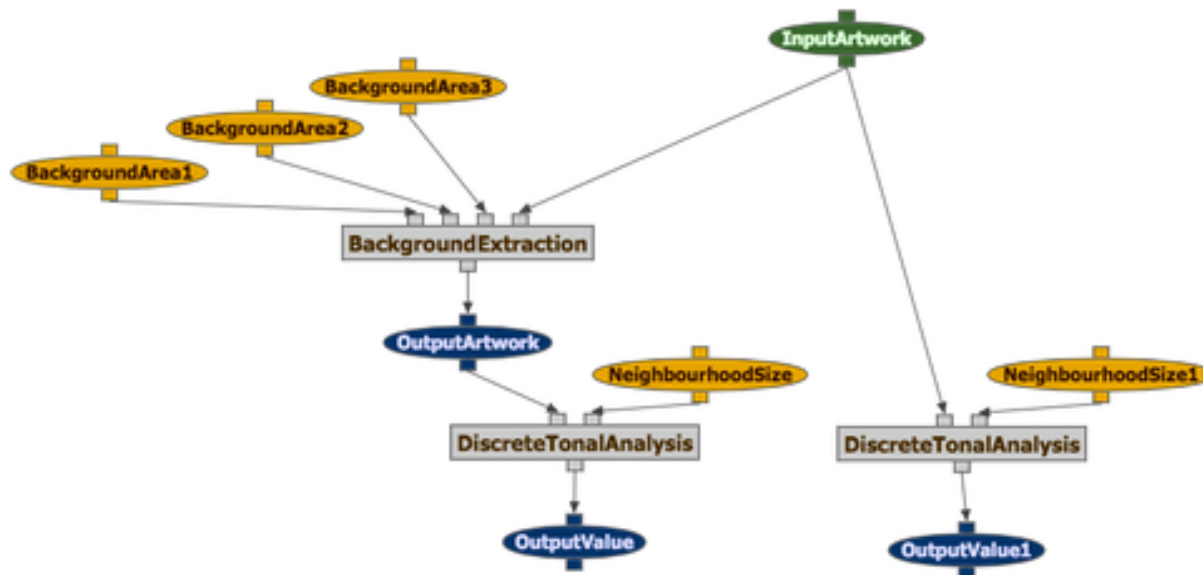 InputArtwork
BackgroundArea3
BackgroundArea2
BackgroundArea1
BackgroundExtraction
OutputArtwork
NeighbourhoodSize
NeighbourhoodSize1
DiscreteTonalAnalysis
DiscreteTonalAnalysis
OutputValue
OutputValue1